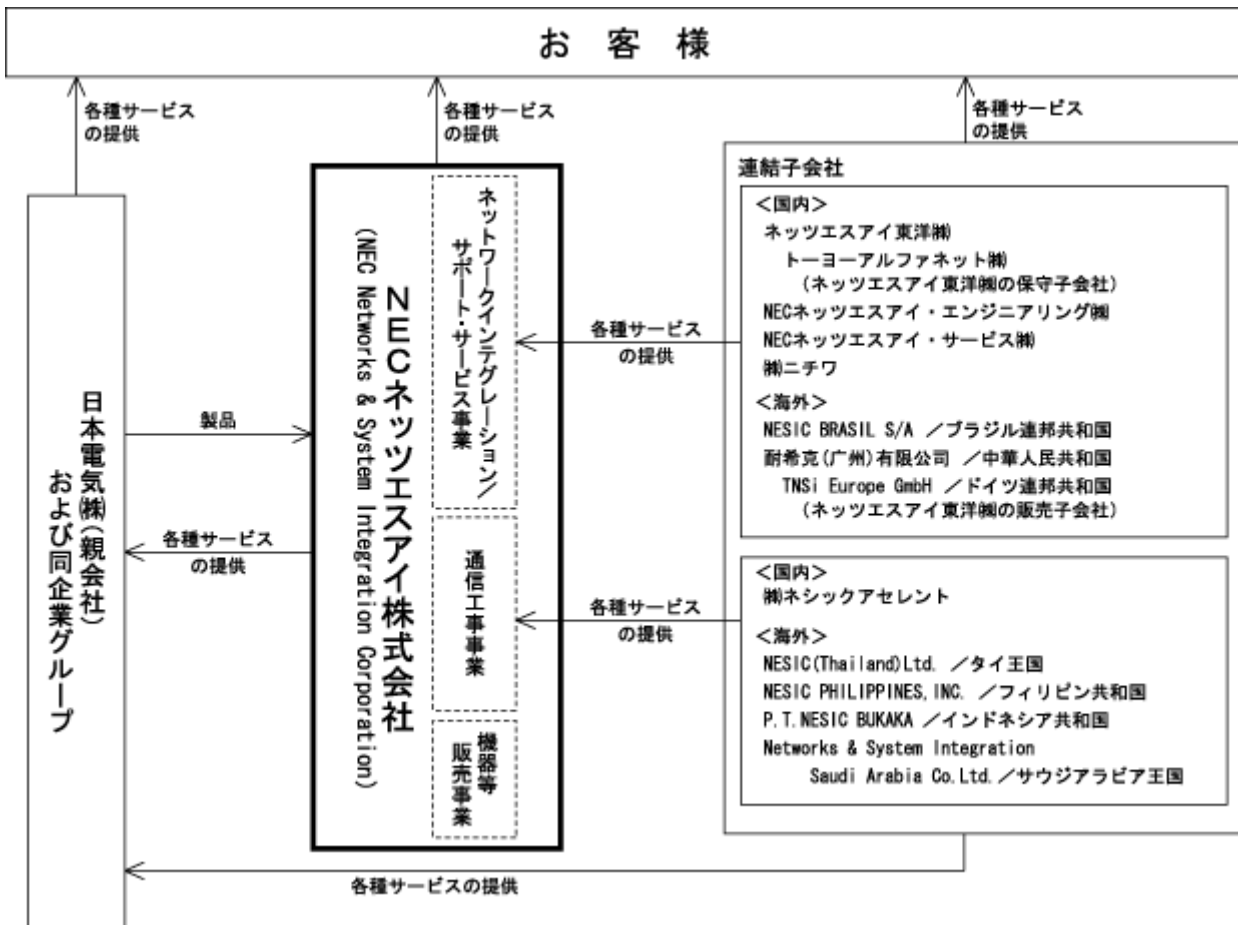 お 客 様
各種サービス
の提供
各種サービス
の提供
各種サービス
の提供
日本電気㈱(親会社)
および同企業グループ
製品
各種サービス
の提供
NECネッツエスアイ株式会社
(NEC Networks & System Integration Corporation)
ネットワークインテグレーション/
サポート・サービス事業
通信工事事業
機器等
販売事業
各種サービス
の提供
各種サービス
の提供
連結子会社
<国内>
ネッツエスアイ東洋㈱
トーヨーアルファネット㈱
(ネッツエスアイ東洋㈱の保守子会社)
NECネッツエスアイ・エンジニアリング㈱
NECネッツエスアイ・サービス㈱
㈱ニチワ
<海外>
NESIC BRASIL S/A /ブラジル連邦共和国
耐希克(广州)有限公司 /中華人民共和国
TNSi Europe GmbH /ドイツ連邦共和国
(ネッツエスアイ東洋㈱の販売子会社)
<国内>
㈱ネシックアセレント
<海外>
NESIC(Thailand)Ltd. /タイ王国
NESIC PHILIPPINES,INC. /フィリピン共和国
P.T.NESIC BUKAKA /インドネシア共和国
Networks & System Integration
Saudi Arabia Co.Ltd./サウジアラビア王国
各種サービスの提供